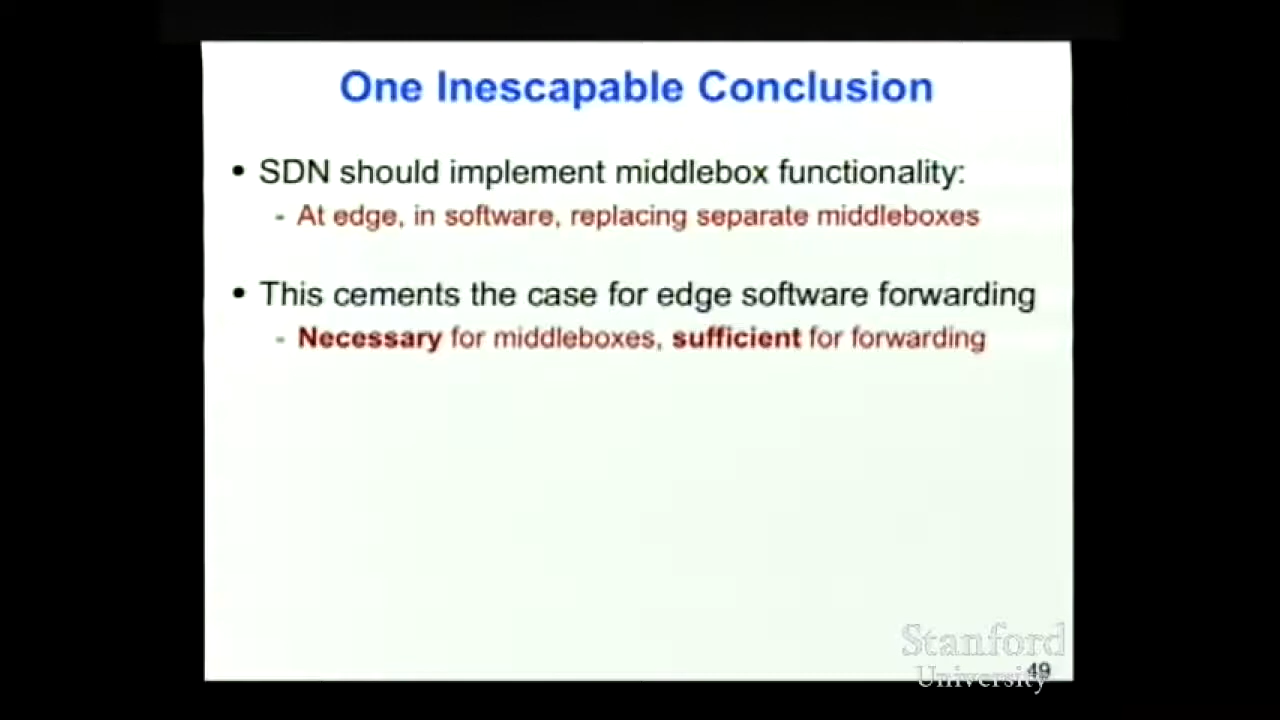 One Inescapable Conclusion
• SDN should implement middlebox functionality:
- At edge, in software, replacing separate middleboxes
• This cements the case for edge software forwarding
- Necessary for middleboxes, sufficient for forwarding
Stanford
University
49